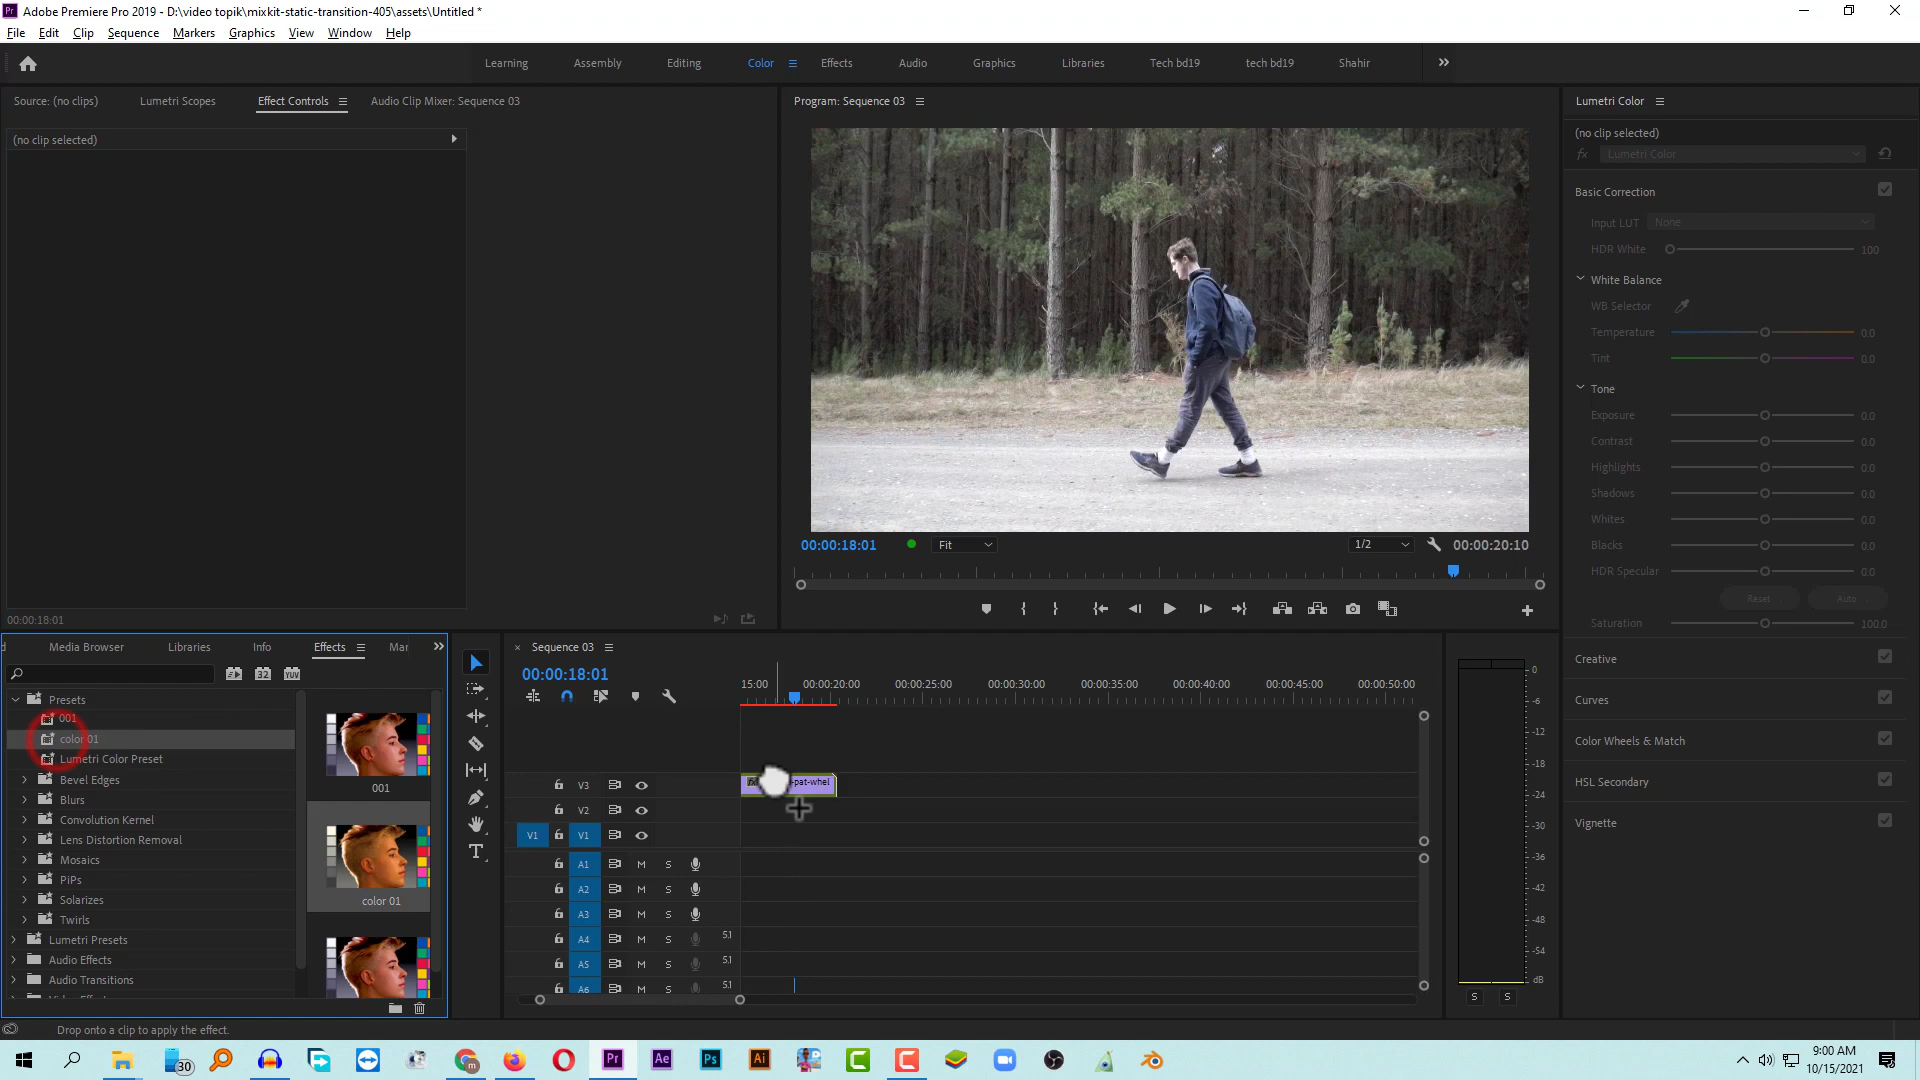 Adobe Premiere Pro 2019 - D:\video topik\mixkit-static-transition-405\assets\Untitled *
File Edit Clip Sequence Markers Graphics View Window Help
Learning Assembly Editing Color Effects Audio Graphics Libraries Tech bd19 tech bd19 Shahir
Source: (no clips) Lumetri Scopes Effect Controls Audio Clip Mixer: Sequence 03
(no clip selected)
00:00:18:01
Program: Sequence 03
00:00:18:01 Fit 1/2 00:00:20:10
Lumetri Color
(no clip selected)
fx Lumetri Color
Basic Correction
Input LUT None
HDR White 100
White Balance
WB Selector
Temperature 0.0
Tint 0.0
Tone
Exposure 0.0
Contrast 0.0
Highlights 0.0
Shadows 0.0
Whites 0.0
Blacks 0.0
HDR Specular 0.0
Reset Auto
Saturation 100.0
Creative
Curves
Color Wheels & Match
HSL Secondary
Vignette
Media Browser Libraries Info Effects Mar
32 YUV
Presets
001
color 01
Lumetri Color Preset
Bevel Edges
Blurs
Convolution Kernel
Lens Distortion Removal
Mosaics
PiPs
Solarizes
Twirls
Lumetri Presets
Audio Effects
Audio Transitions
001
color 01
Sequence 03
00:00:18:01
15:00 00:00:20:00 00:00:25:00 00:00:30:00 00:00:35:00 00:00:40:00 00:00:45:00 00:00:50:00
V3
-pat-whel
V2
V1 V1
A1 M S
A2 M S
A3 M S
A4 M S 5.1
A5 M S 5.1
A6 M S 5.1
0
-6
-12
-18
-24
-30
-36
-42
-48
-54
dB
S S
Drop onto a clip to apply the effect.
30
Pr Ae Ps Ai
9:00 AM
10/15/2021